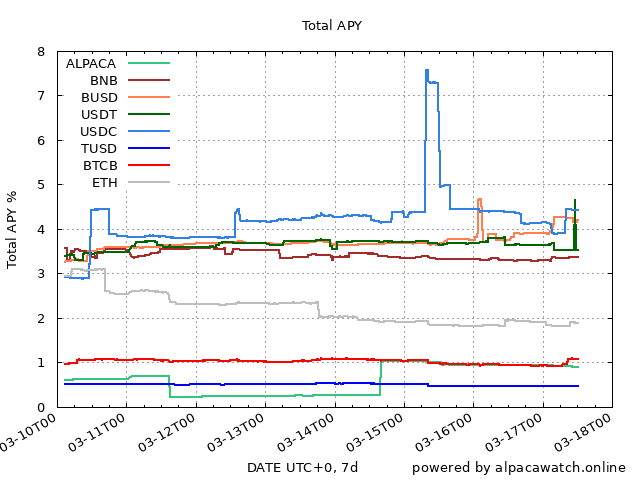 Total APY
Total APY %
8
7
6
5
4
3
2
1
0
ALPACA
BNB
BUSD
USDT
USDC
TUSD
BTCB
ETH
03-10T00
03-11T00
03-12T00
03-13T00
03-14T00
03-15T00
03-16T00
03-17T00
03-18T00
DATE UTC+0, 7d
powered by alpacawatch.online